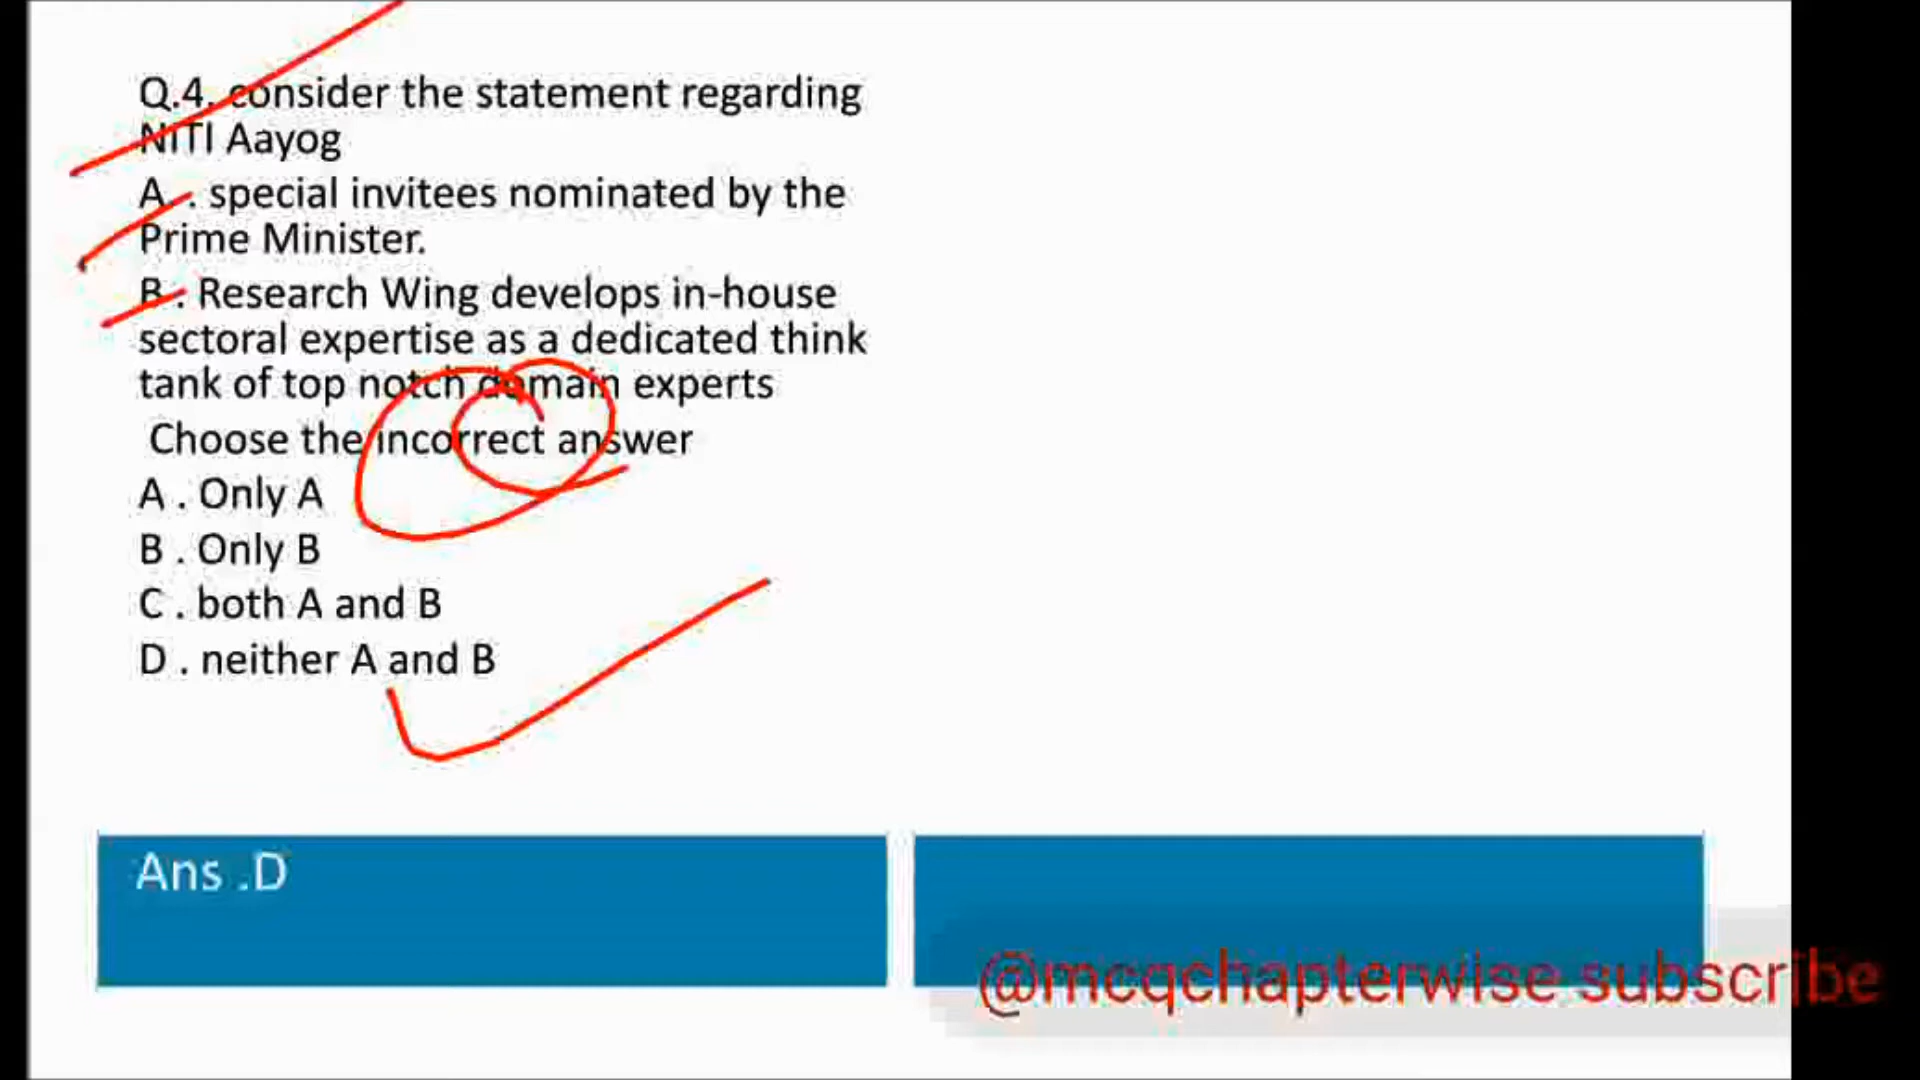 Q.4. consider the statement regarding
NITI Aayog
A. . special invitees nominated by the
Prime Minister.
B . Research Wing develops in-house
sectoral expertise as a dedicated think
tank of top notch domain experts
Choose the incorrect answer
A . Only A
B . Only B
C . both A and B
D . neither A and B
Ans .D
@mcqchapterwise subscribe